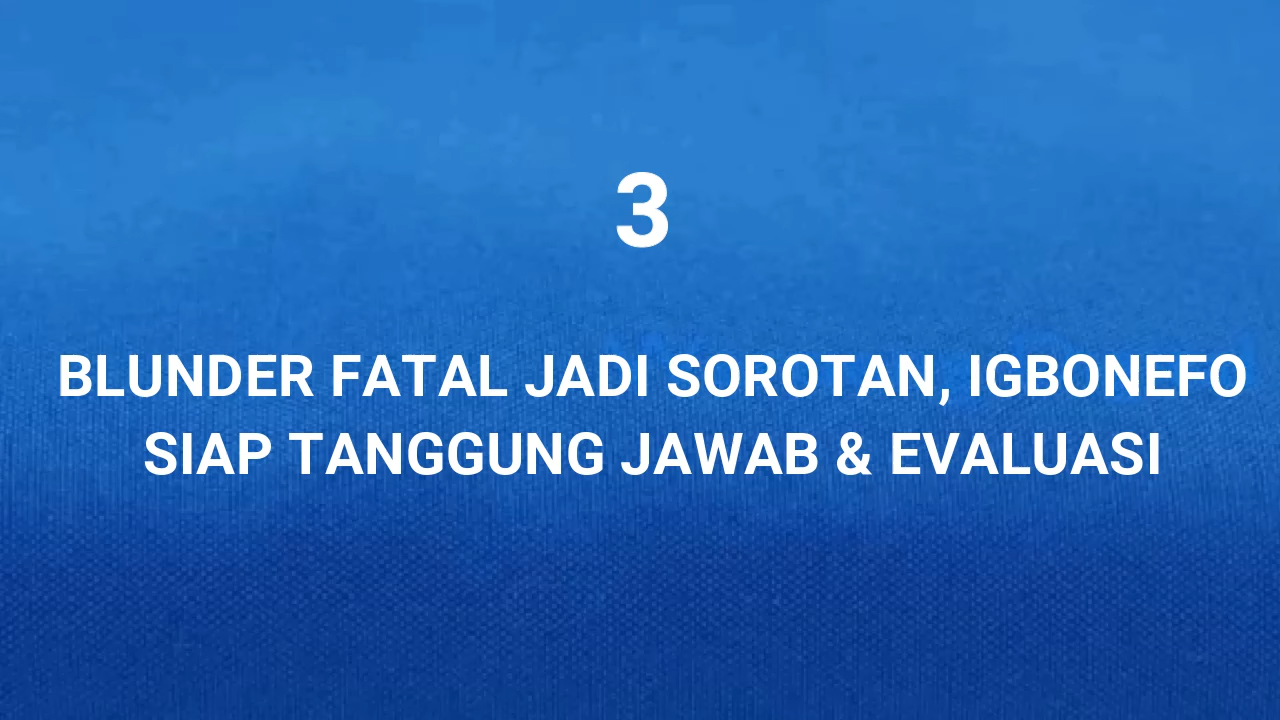 3
BLUNDER FATAL JADI SOROTAN, IGBONEFO
SIAP TANGGUNG JAWAB & EVALUASI